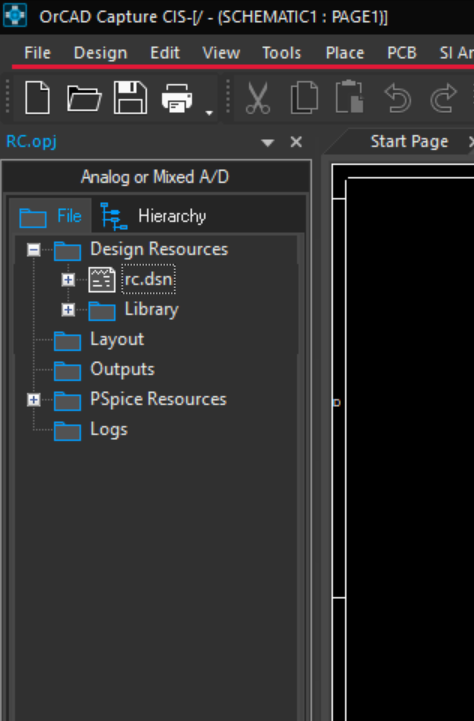 OrCAD Capture CIS-[/ - (SCHEMATIC1 : PAGE1)]
File Design Edit View Tools Place PCB SI
RC.opj
Start Page
Analog or Mixed A/D
File Hierarchy
Design Resources
rc.dsn
Library
Layout
Outputs
PSpice Resources
Logs
D